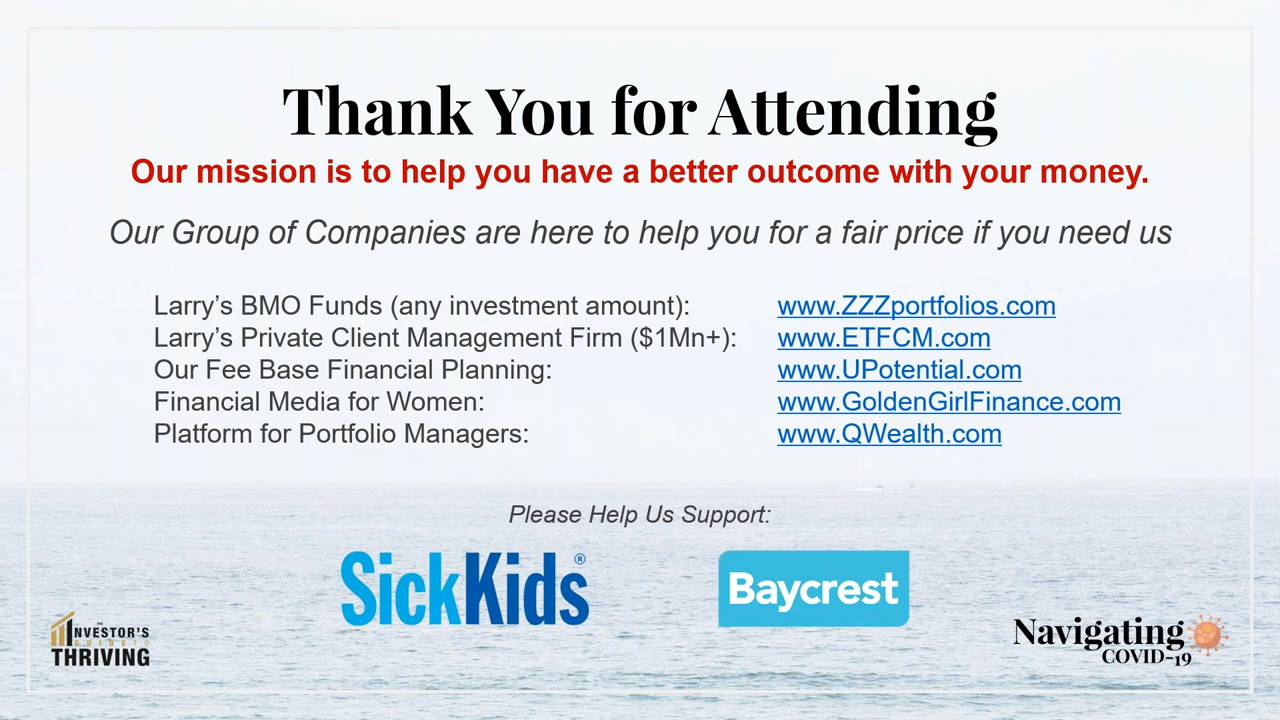 Thank You for Attending
Our mission is to help you have a better outcome with your money.
Our Group of Companies are here to help you for a fair price if you need us
Larry’s BMO Funds (any investment amount): www.ZZZportfolios.com
Larry’s Private Client Management Firm ($1Mn+): www.ETFCM.com
Our Fee Base Financial Planning: www.UPotential.com
Financial Media for Women: www.GoldenGirlFinance.com
Platform for Portfolio Managers: www.QWealth.com
Please Help Us Support:
SickKids®
Baycrest
THE
INVESTOR'S
GUIDE TO
THRIVING
Navigating
COVID-19